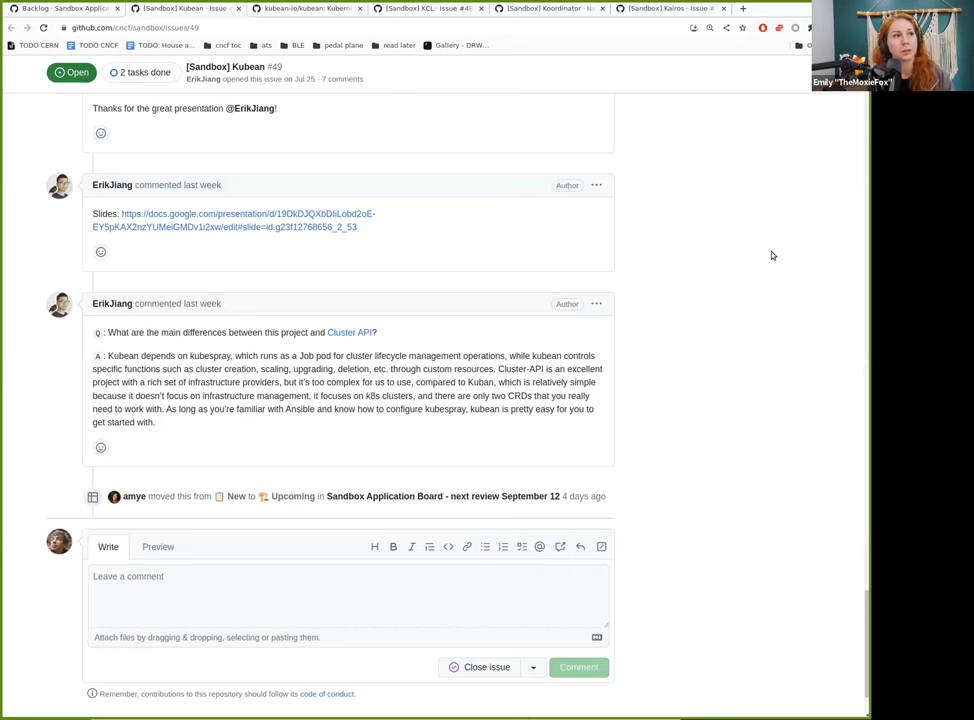 Backlog - Sandbox Applic
[Sandbox] Kubean - Issue
kubean-io/kubean: Kubern
[Sandbox] KCL - Issue #48
[Sandbox] Koordinator - Iss
[Sandbox] Kairos - Issue #
github.com/cncf/sandbox/issues/49
TODO CERN
TODO CNCF
TODO: House a...
cncf toc
ats
BLE
pedal plane
read later
Gallery - DRW...
Emily "TheMoxieFox"
Open
2 tasks done
[Sandbox] Kubean #49
ErikJiang opened this issue on Jul 25 · 7 comments
Thanks for the great presentation @ErikJiang!
ErikJiang commented last week
Author
Slides: https://docs.google.com/presentation/d/19DkDJQXbDIiLobd2oE-
EY5pKAX2nzYUMeiGMDv1i2xw/edit#slide=id.g23f12768656_2_53
ErikJiang commented last week
Author
Q : What are the main differences between this project and Cluster API?
A : Kubean depends on kubespray, which runs as a Job pod for cluster lifecycle management operations, while kubean controls
specific functions such as cluster creation, scaling, upgrading, deletion, etc. through custom resources. Cluster-API is an excellent
project with a rich set of infrastructure providers, but it's too complex for us to use, compared to Kuban, which is relatively simple
because it doesn't focus on infrastructure management, it focuses on k8s clusters, and there are only two CRDs that you really
need to work with. As long as you're familiar with Ansible and know how to configure kubespray, kubean is pretty easy for you to
get started with.
amye moved this from 📋 New to 🏗 Upcoming in Sandbox Application Board - next review September 12 4 days ago
Write
Preview
Leave a comment
Attach files by dragging & dropping, selecting or pasting them.
Close issue
Comment
Remember, contributions to this repository should follow its code of conduct.